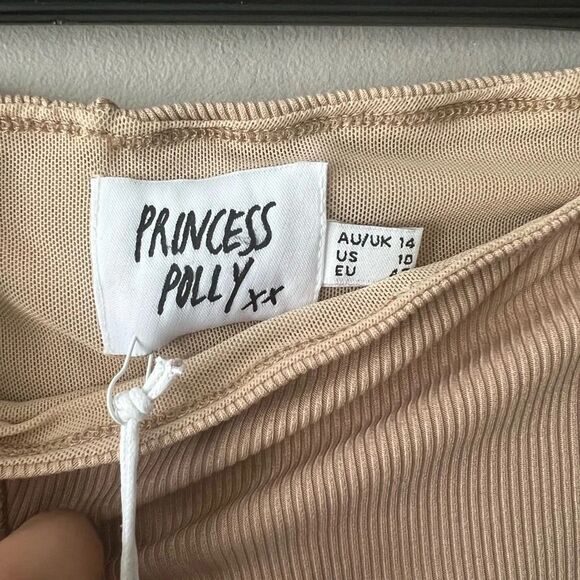 PRINCESS
POLLY xx
AU/UK 14
US 10
EU